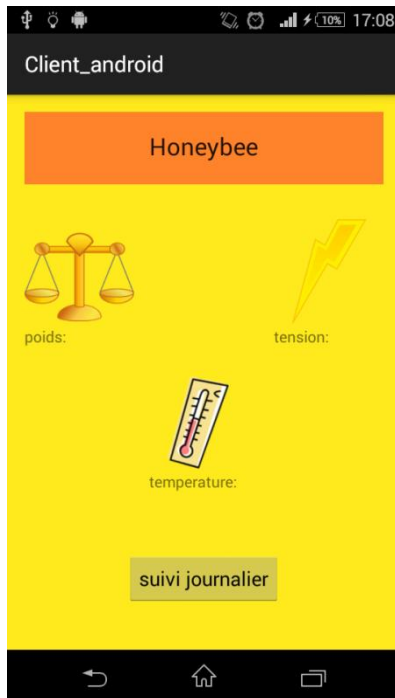 10% 17:08
Client_android
Honeybee
poids:
tension:
temperature:
suivi journalier